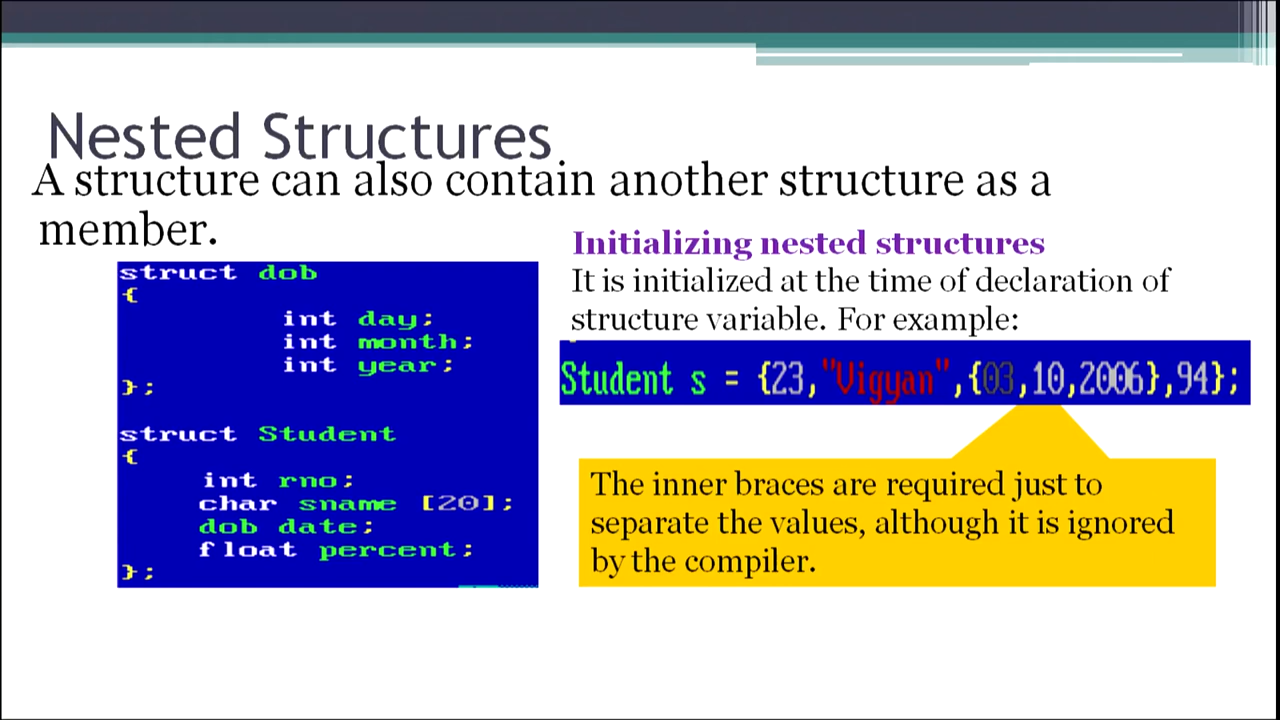 Nested Structures
A structure can also contain another structure as a
member.
struct dob
{
int day;
int month;
int year;
};
struct Student
{
int rno;
char sname [20];
dob date;
float percent;
};
Initializing nested structures
It is initialized at the time of declaration of
structure variable. For example:
Student s = {23,"Vigyan",{03,10,2006},94};
The inner braces are required just to
separate the values, although it is ignored
by the compiler.